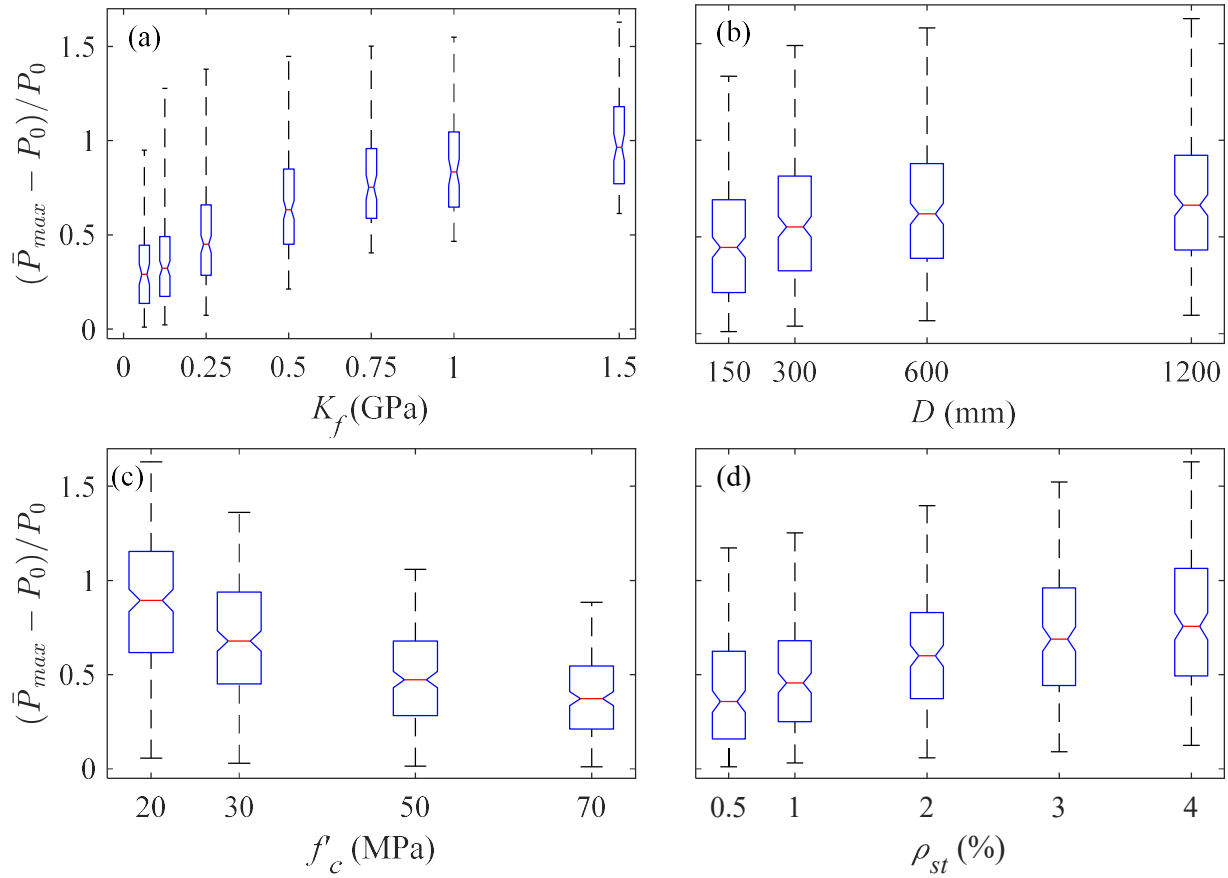 (a)
1.5
1
0.5
0
(P̄max − P0)/P0
0 0.25 0.5 0.75 1 1.5
Kf (GPa)
(b)
150 300 600 1200
D (mm)
(c)
1.5
1
0.5
0
(P̄max − P0)/P0
20 30 50 70
f′c (MPa)
(d)
0.5 1 2 3 4
ρst (%)